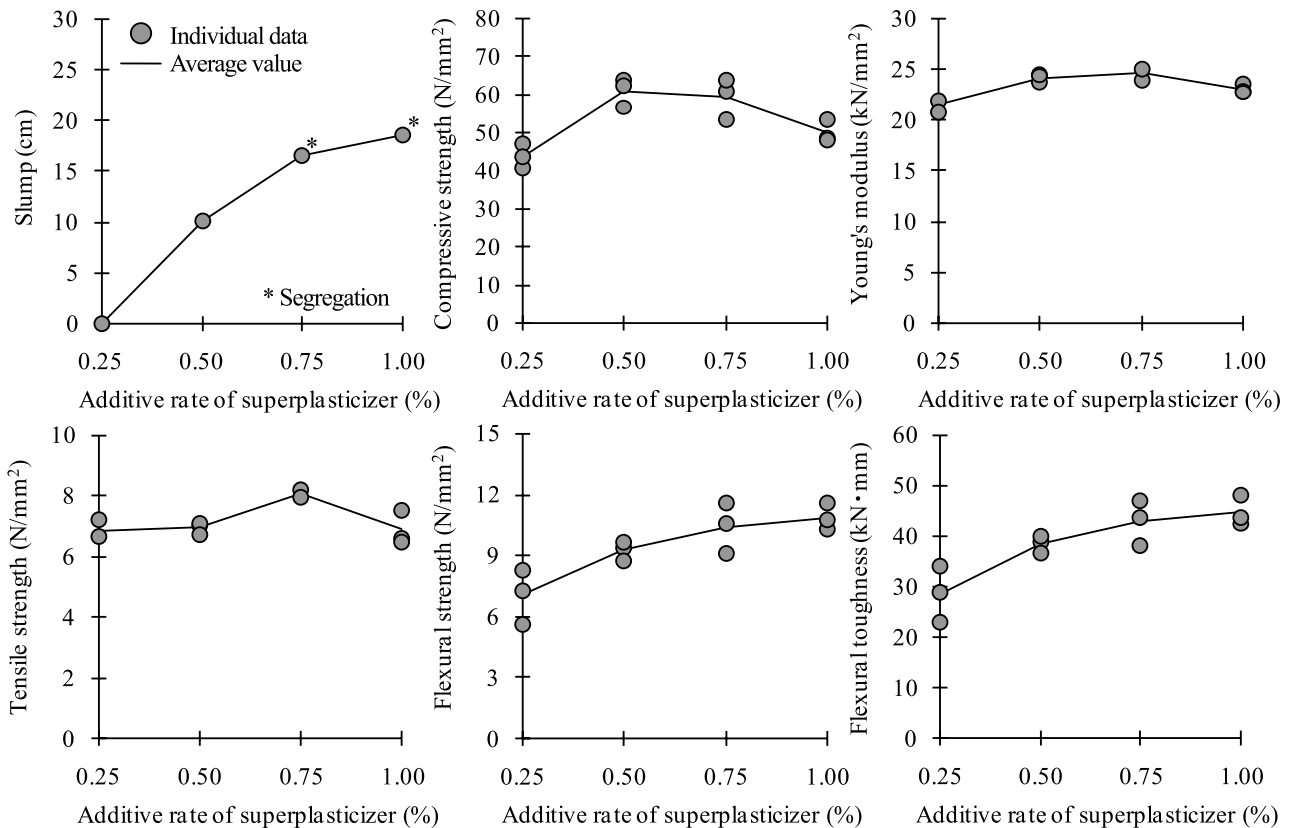 30
25
20
15
10
5
0
Slump (cm)
Individual data
Average value
*
*
* Segregation
0.25 0.50 0.75 1.00
Additive rate of superplasticizer (%)
80
70
60
50
40
30
20
10
0
Compressive strength (N/mm²)
0.25 0.50 0.75 1.00
Additive rate of superplasticizer (%)
30
25
20
15
10
5
0
Young's modulus (kN/mm²)
0.25 0.50 0.75 1.00
Additive rate of superplasticizer (%)
10
8
6
4
2
0
Tensile strength (N/mm²)
0.25 0.50 0.75 1.00
Additive rate of superplasticizer (%)
15
12
9
6
3
0
Flexural strength (N/mm²)
0.25 0.50 0.75 1.00
Additive rate of superplasticizer (%)
60
50
40
30
20
10
0
Flexural toughness (kN・mm)
0.25 0.50 0.75 1.00
Additive rate of superplasticizer (%)